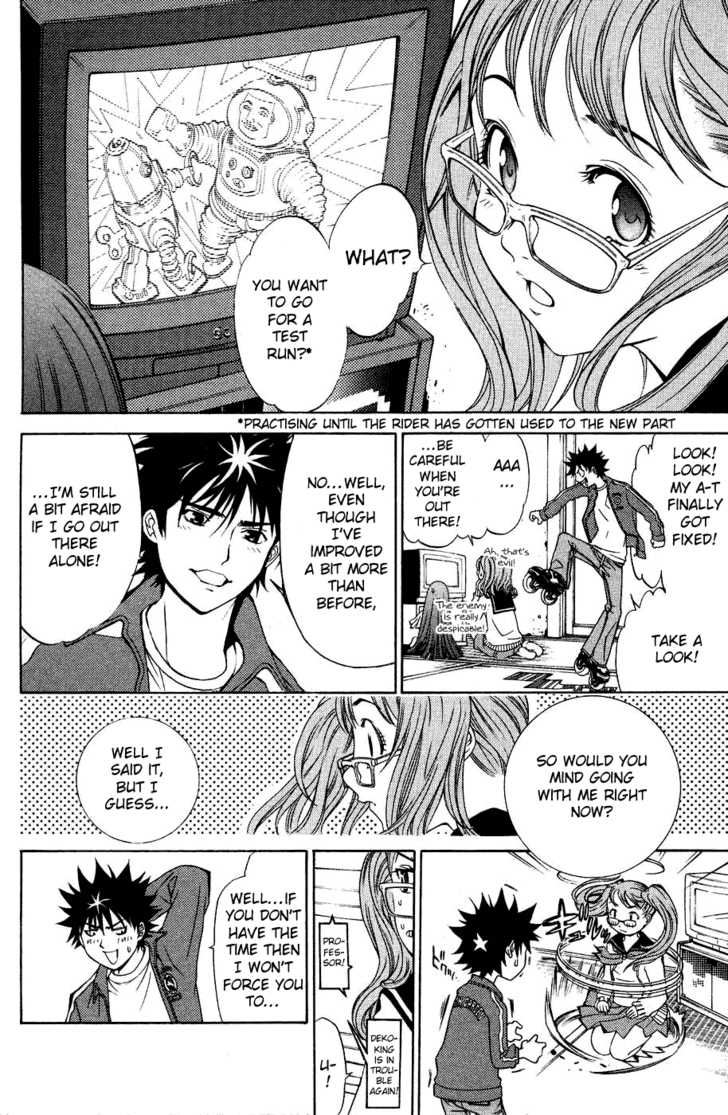 WHAT?
YOU WANT
TO GO
FOR A
TEST
RUN?*
*PRACTISING UNTIL THE RIDER HAS GOTTEN USED TO THE NEW PART
LOOK!
LOOK!
MY A-T
FINALLY
GOT
FIXED!
TAKE A
LOOK!
AAA
...
...BE
CAREFUL
WHEN
YOU'RE
OUT
THERE!
Ah, that's
evil!
The enemy
is really
despicable!
NO...WELL,
EVEN
THOUGH
I'VE
IMPROVED
A BIT MORE
THAN
BEFORE,
...I'M STILL
A BIT AFRAID
IF I GO OUT
THERE
ALONE!
SO WOULD YOU
MIND GOING
WITH ME RIGHT
NOW?
WELL I
SAID IT,
BUT I
GUESS...
ドクン
PRO-
FES-
SOR!
DEKO-
KING IS
IN TROU-
BLE
AGAIN!
U-
!
WELL...IF
YOU DON'T
HAVE THE
TIME THEN
I WON'T
FORCE YOU
TO...